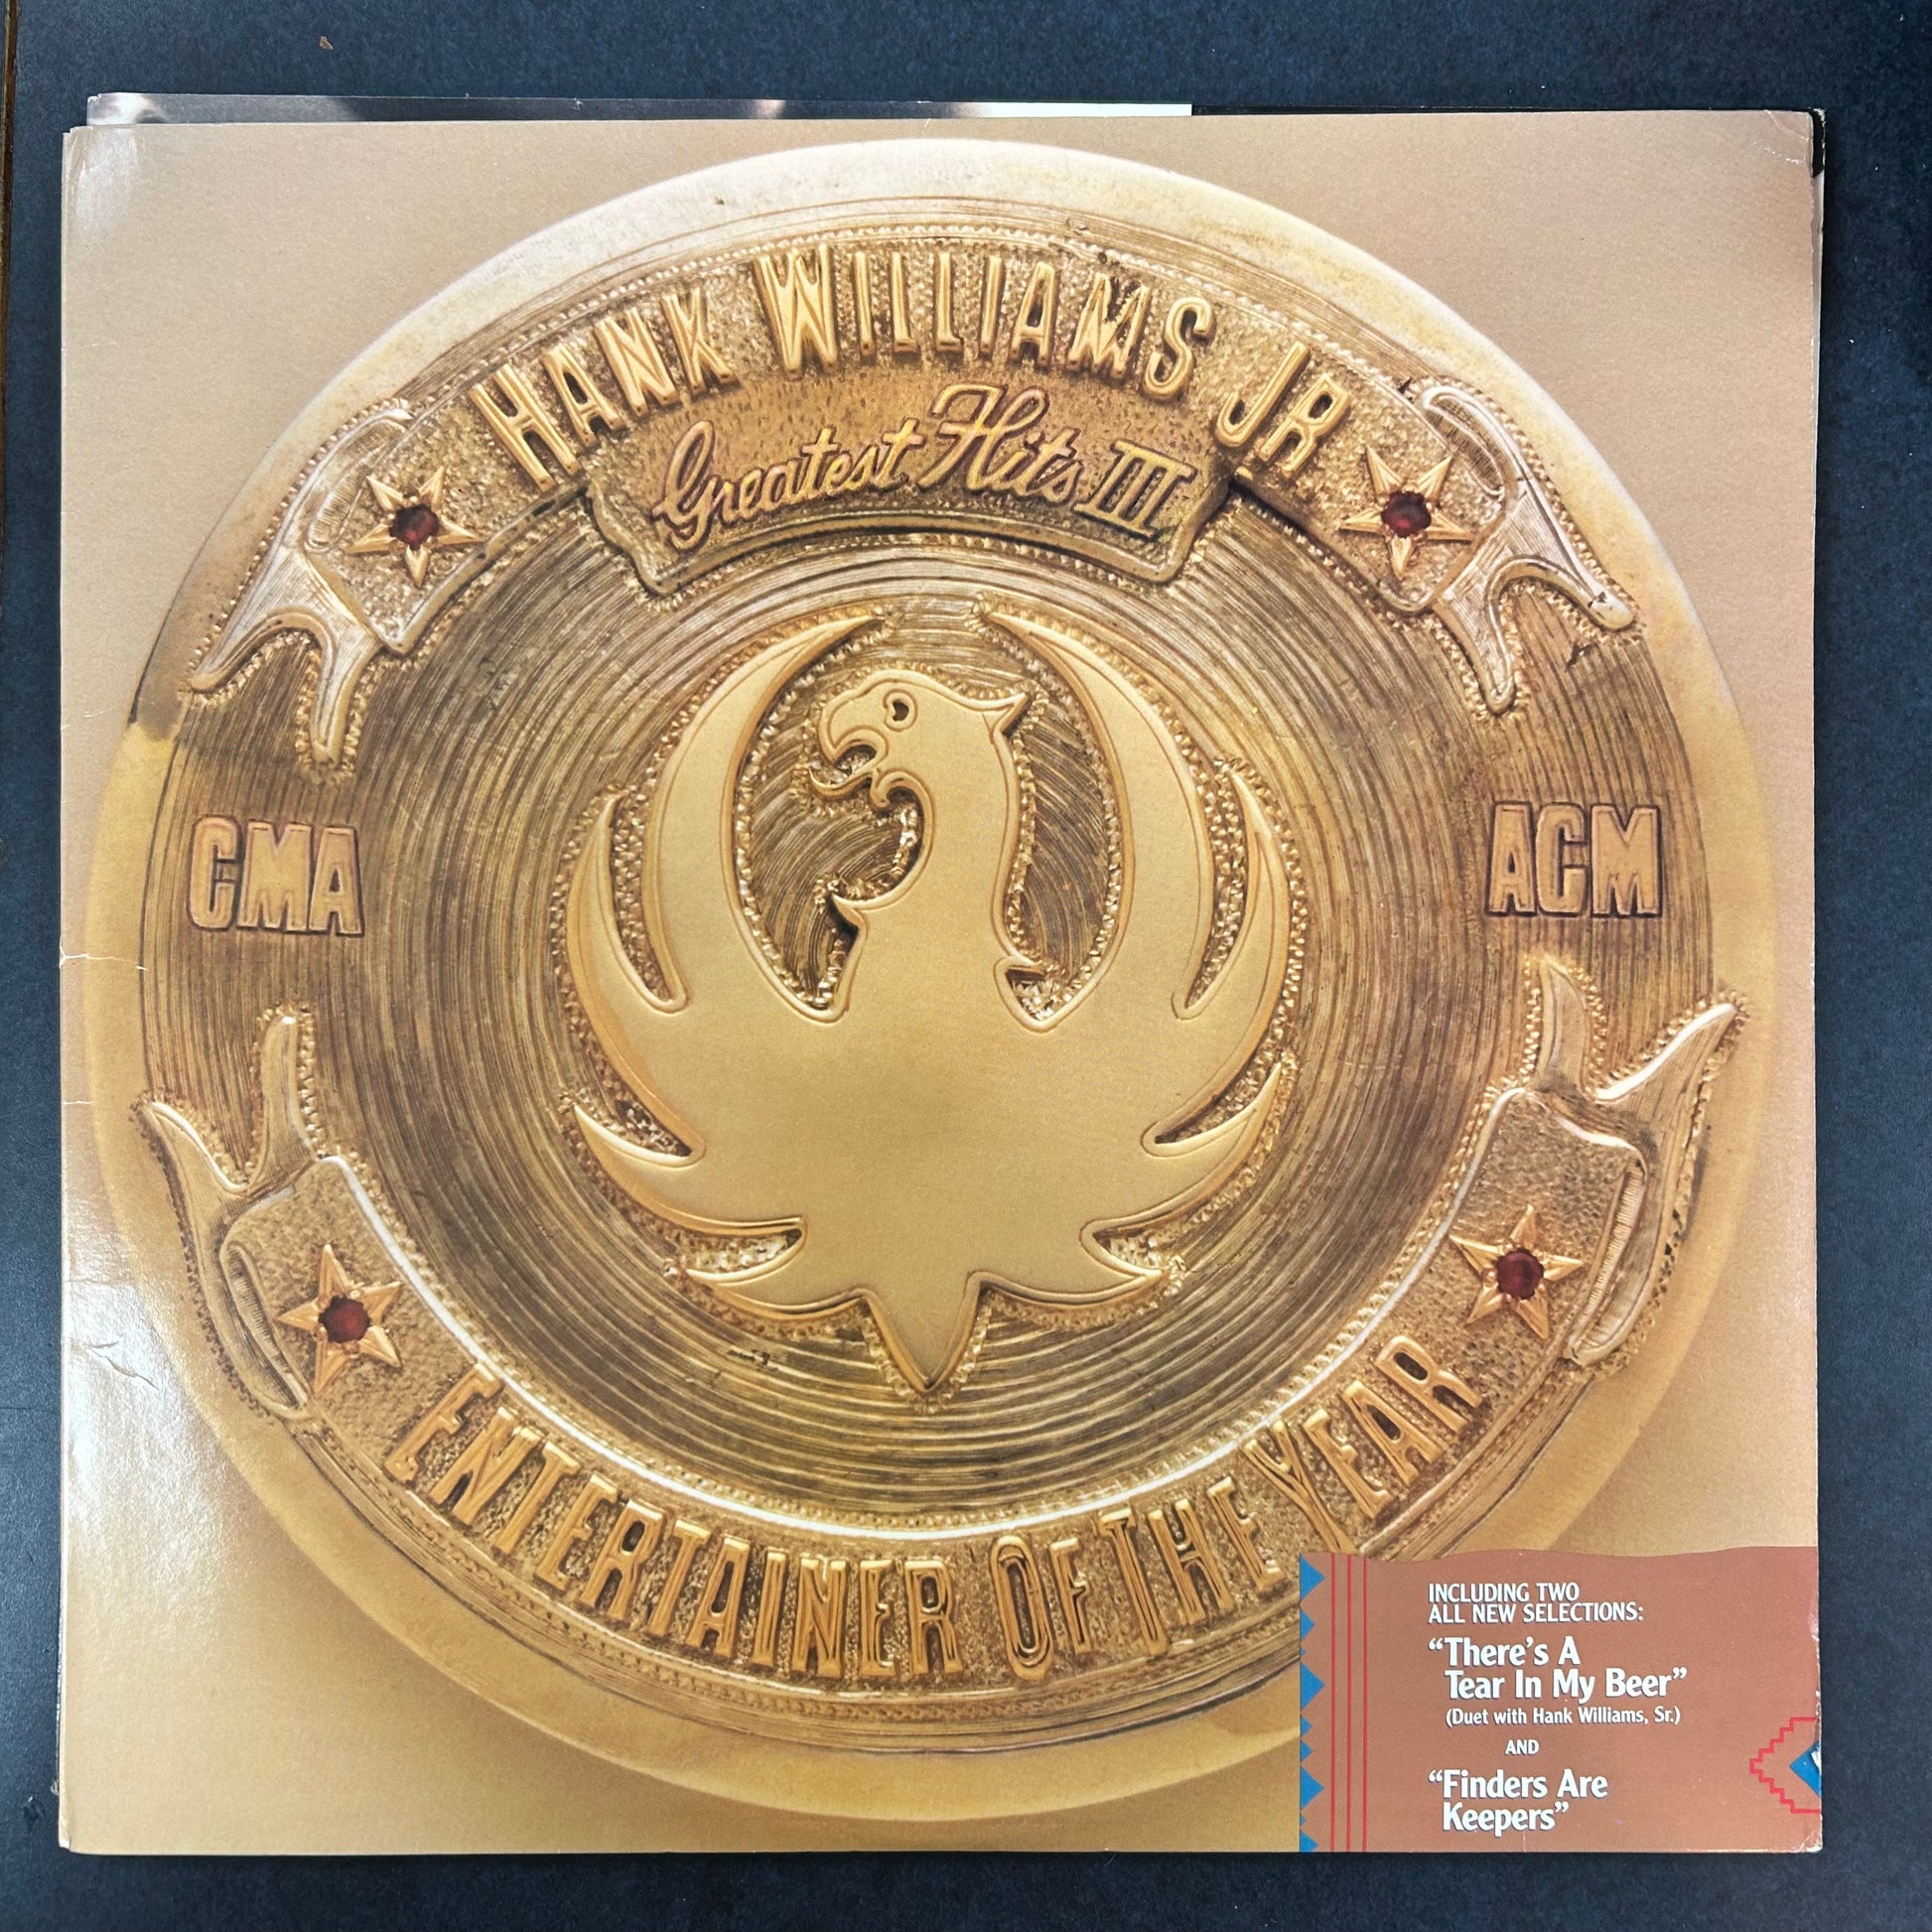 HANK WILLIAMS JR.
Greatest Hits III
CMA
ACM
ENTERTAINER OF THE YEAR
INCLUDING TWO
ALL NEW SELECTIONS:
“There’s A
Tear In My Beer”
(Duet with Hank Williams, Sr.)
AND
“Finders Are
Keepers”